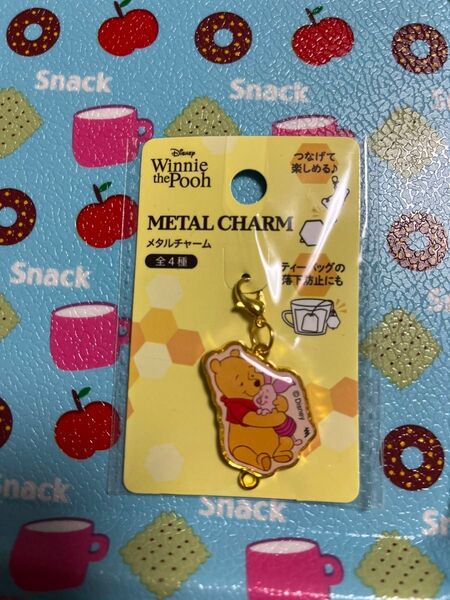 Snack
Snack
Disney
Winnie
the Pooh
つなげて
楽しめる♪
METAL CHARM
メタルチャーム
全4種
ティーバッグの
落下防止にも
© Disney
Snack
Snack
Snack
Snack